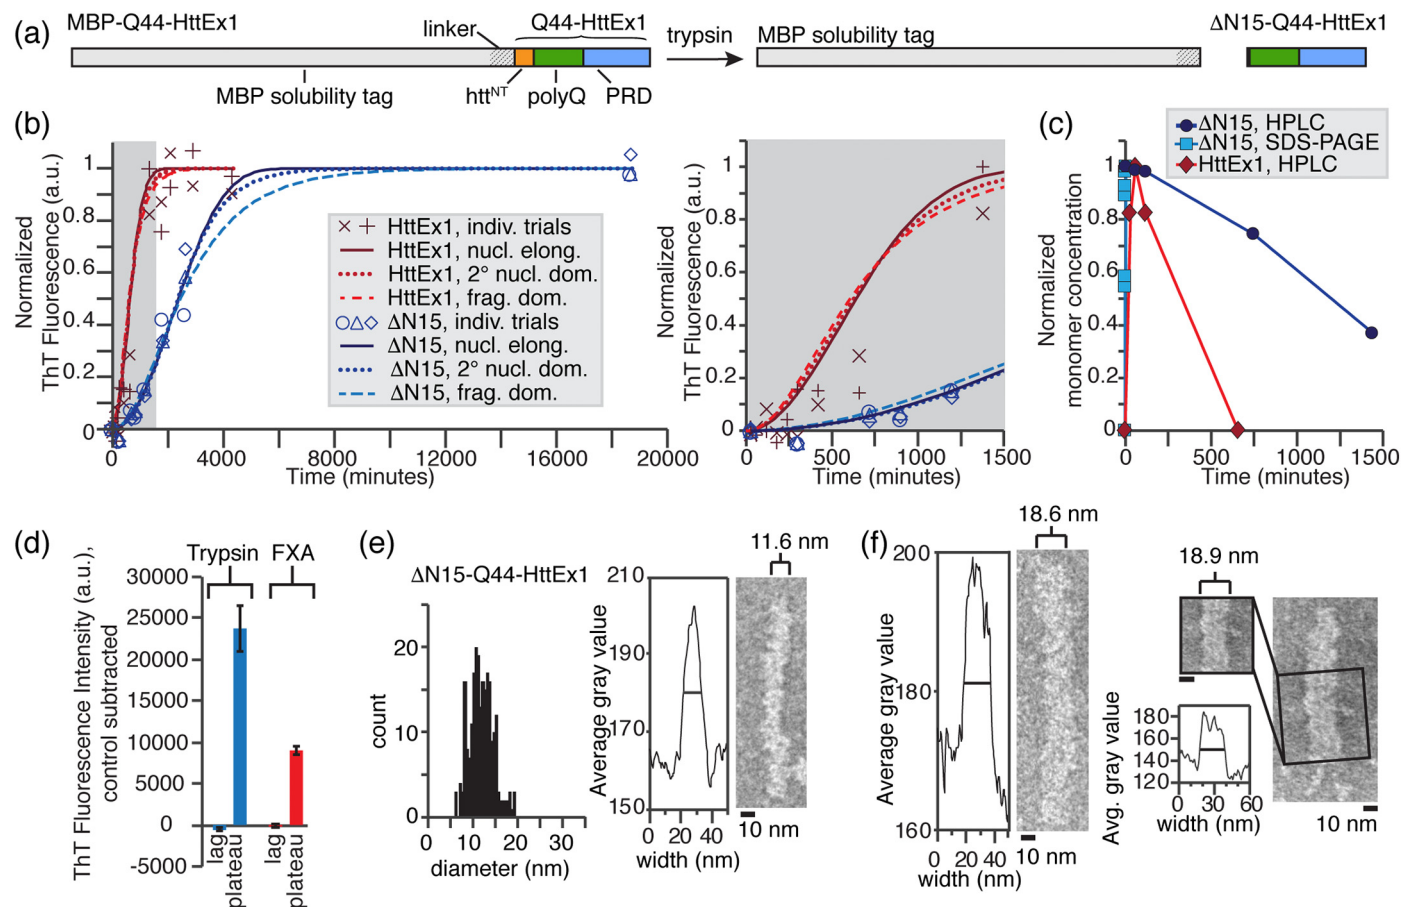 (a)
MBP-Q44-HttEx1
linker
Q44-HttEx1
trypsin
MBP solubility tag
ΔN15-Q44-HttEx1
MBP solubility tag
httNT
polyQ
PRD
(b)
Normalized
ThT Fluorescence (a.u.)
1
0.8
0.6
0.4
0.2
0
0
4000
8000
12000
16000
20000
Time (minutes)
HttEx1, indiv. trials
HttEx1, nucl. elong.
HttEx1, 2° nucl. dom.
HttEx1, frag. dom.
ΔN15, indiv. trials
ΔN15, nucl. elong.
ΔN15, 2° nucl. dom.
ΔN15, frag. dom.
Normalized
ThT Fluorescence (a.u.)
1
0.8
0.6
0.4
0.2
0
0
500
1000
1500
Time (minutes)
(c)
ΔN15, HPLC
ΔN15, SDS-PAGE
HttEx1, HPLC
Normalized
monomer concentration
1
0.8
0.6
0.4
0.2
0
0
500
1000
1500
Time (minutes)
(d)
Trypsin
FXA
ThT Fluorescence Intensity (a.u.),
control subtracted
30000
25000
20000
15000
10000
5000
0
-5000
lag
plateau
lag
plateau
(e)
ΔN15-Q44-HttEx1
count
20
10
0
0
10
20
30
diameter (nm)
Average gray value
210
190
170
150
0
20
40
width (nm)
11.6 nm
10 nm
(f)
Average gray value
200
180
160
0
20
40
width (nm)
18.6 nm
10 nm
18.9 nm
Avg. gray value
180
160
140
120
0
30
60
width (nm)
10 nm